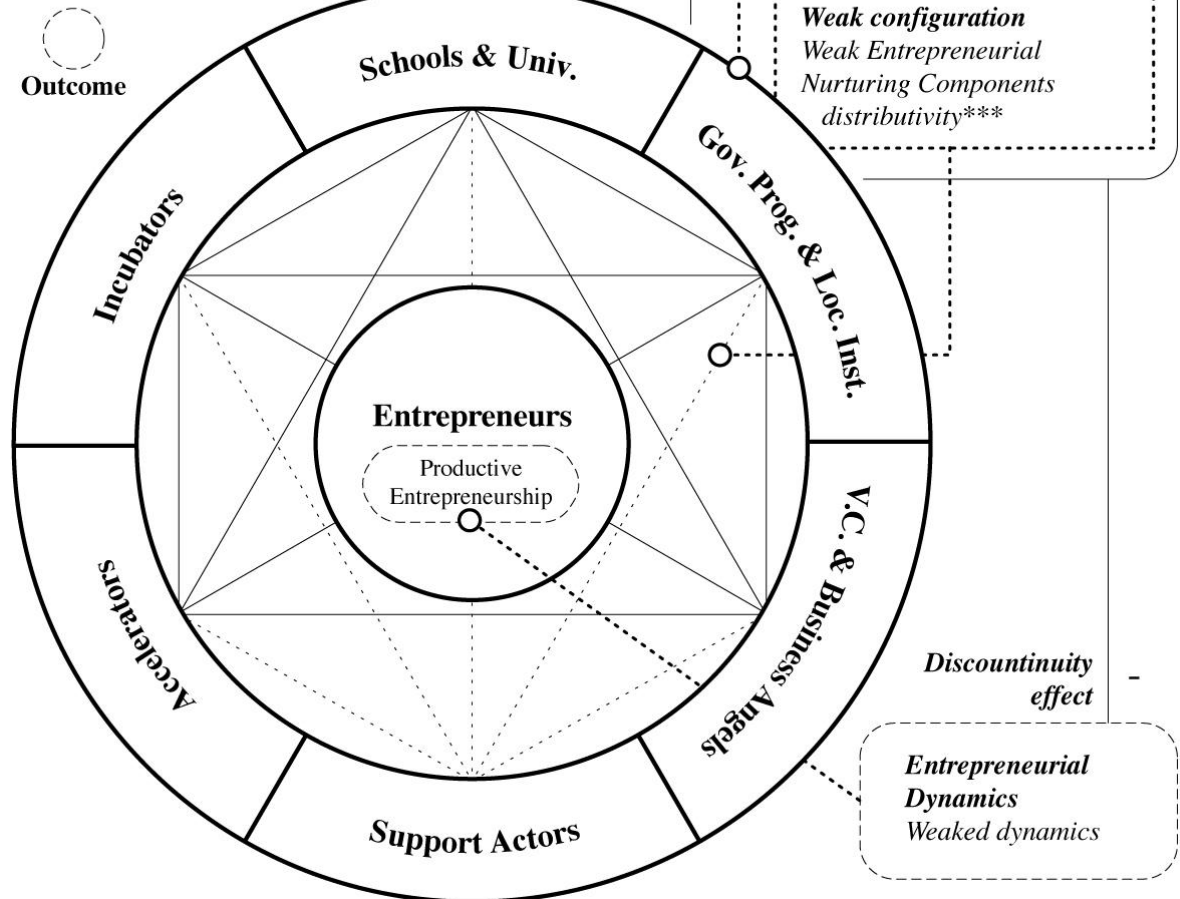 Outcome
Weak configuration
Weak Entrepreneurial
Nurturing Components
distributivity***
Schools & Univ.
Gov. Prog. & Loc. Inst.
Incubators
Entrepreneurs
Productive
Entrepreneurship
V.C. & Business Angels
Accelerators
Support Actors
Discountinuity
effect
-
Entrepreneurial
Dynamics
Weaked dynamics